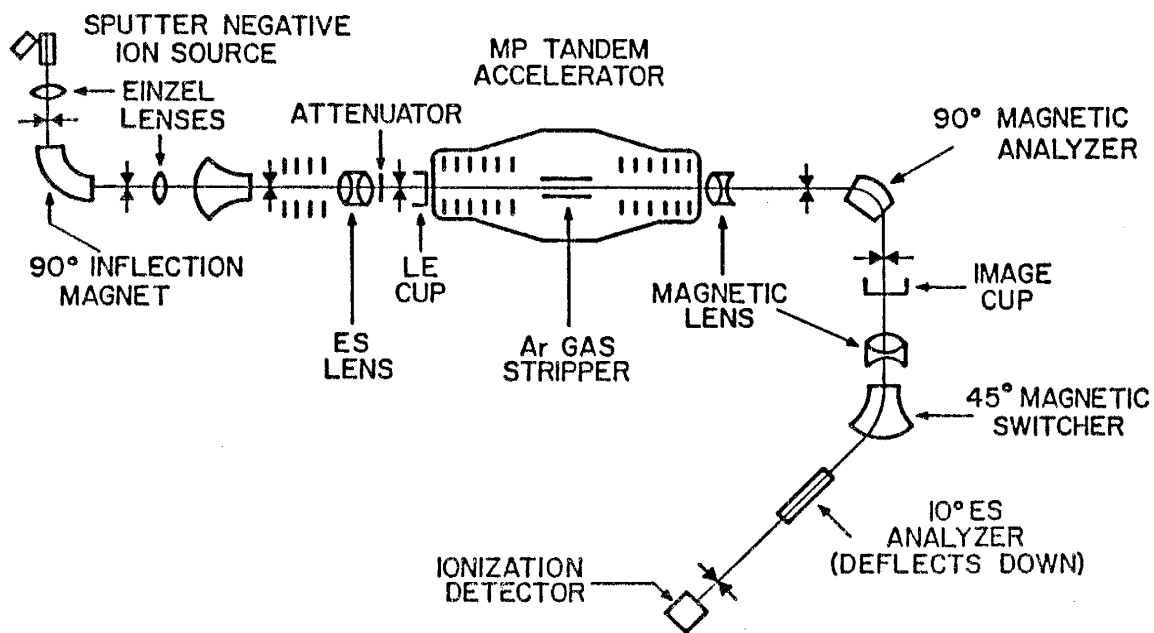 SPUTTER NEGATIVE
ION SOURCE
EINZEL
LENSES
ATTENUATOR
MP TANDEM
ACCELERATOR
90° MAGNETIC
ANALYZER
90° INFLECTION
MAGNET
LE
CUP
ES
LENS
Ar GAS
STRIPPER
MAGNETIC
LENS
IMAGE
CUP
45° MAGNETIC
SWITCHER
10° ES
ANALYZER
(DEFLECTS DOWN)
IONIZATION
DETECTOR